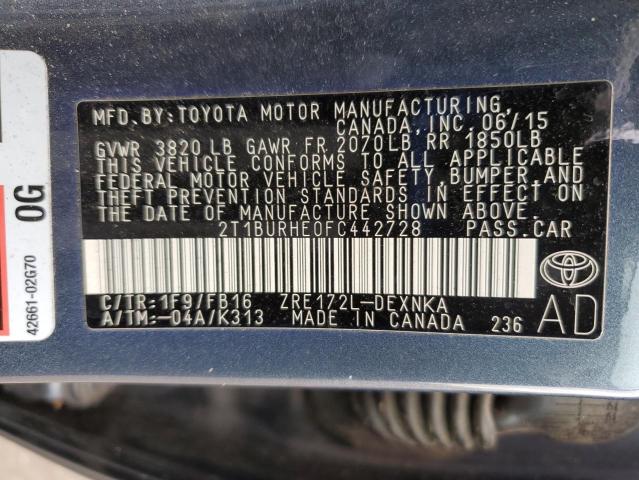 MFD.BY:TOYOTA MOTOR MANUFACTURING,
CANADA, INC. 06/15
GVWR 3820LB GAWR FR 2070LB RR 1850LB
THIS VEHICLE CONFORMS TO ALL APPLICABLE
FEDERAL MOTOR VEHICLE SAFETY, BUMPER AND
THEFT PREVENTION STANDARDS IN EFFECT ON
THE DATE OF MANUFACTURE SHOWN ABOVE.
2T1BURHE0FC442728 PASS.CAR
C/TR:1F9/FB16 ZRE172L-DEXNKA
A/TM:-04A/K313 MADE IN CANADA 236
AD
0G
42661-02G70